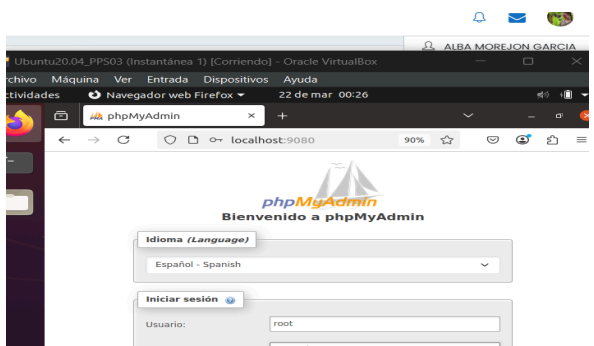 ALBA MOREJON GARCIA
Ubuntu20.04_PPS03 (Instantánea 1) [Corriendo] - Oracle VirtualBox
rchivo Máquina Ver Entrada Dispositivos Ayuda
ctividades Navegador web Firefox 22 de mar 00:26
phpMyAdmin
localhost:9080 90%
phpMyAdmin
Bienvenido a phpMyAdmin
Idioma (Language)
Español - Spanish
Iniciar sesión
Usuario:
root